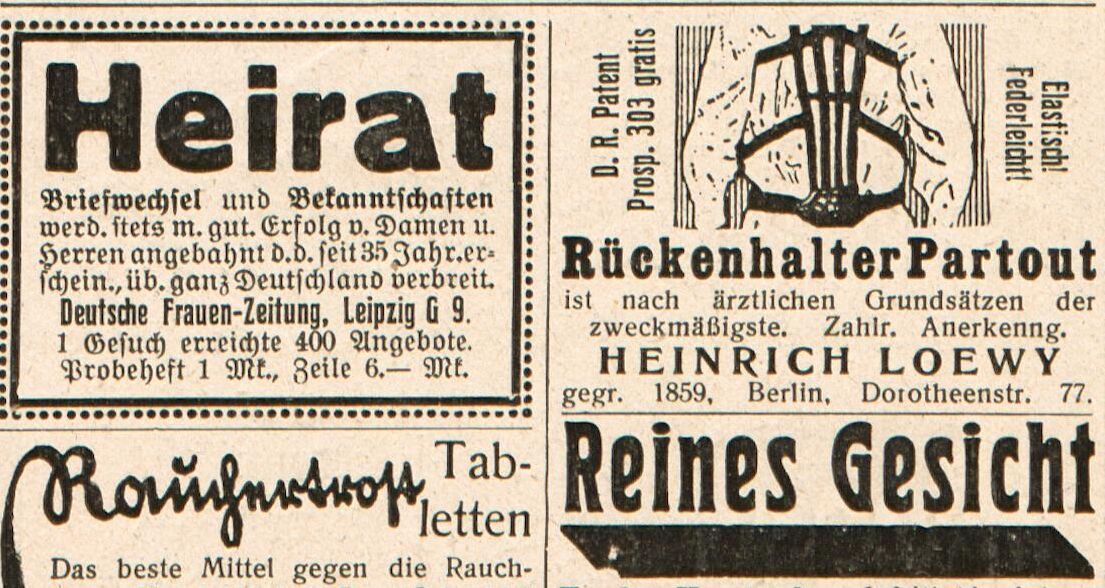 Heirat
Briefwechsel und Bekanntschaften
werd. stets m. gut. Erfolg v. Damen u.
Herren angebahnt d. d. seit 35 Jahr. er-
schein., üb. ganz Deutschland verbreit.
Deutsche Frauen-Zeitung, Leipzig G 9.
1 Gesuch erreichte 400 Angebote.
Probeheft 1 Mk., Zeile 6.— Mk.
Rauchertrost Tab-
letten
Das beste Mittel gegen die Rauch-
D. R. Patent
Prosp. 303 gratis
Elastisch!
Federleicht!
Rückenhalter Partout
ist nach ärztlichen Grundsätzen der
zweckmäßigste. Zahlr. Anerkenng.
HEINRICH LOEWY
gegr. 1859, Berlin, Dorotheenstr. 77.
Reines Gesicht